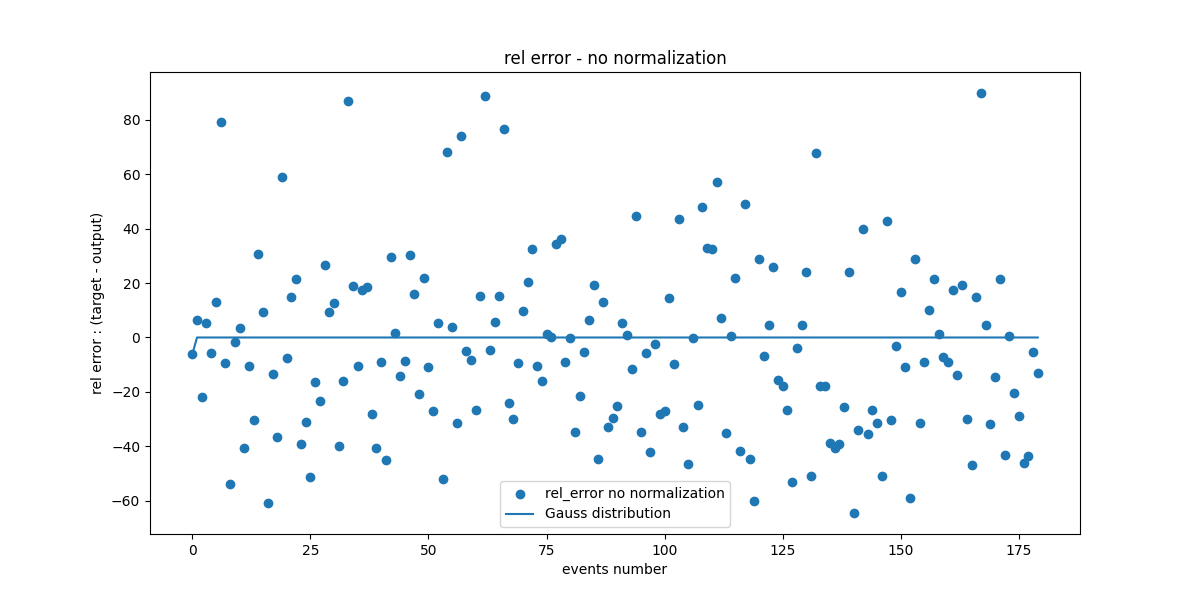 rel error - no normalization
rel error : (target - output)
80
60
40
20
0
−20
−40
−60
rel_error no normalization
Gauss distribution
0 25 50 75 100 125 150 175
events number